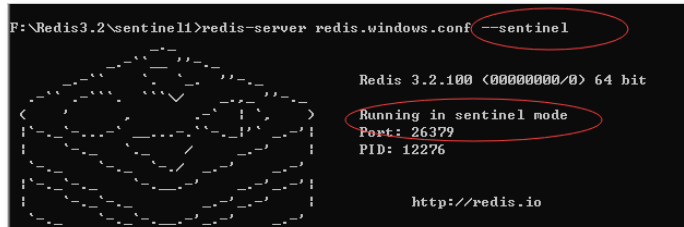 F:\Redis3.2\sentinel1>redis-server redis.windows.conf --sentinel
Redis 3.2.100 (00000000/0) 64 bit
Running in sentinel mode
Port: 26379
PID: 12276
http://redis.io